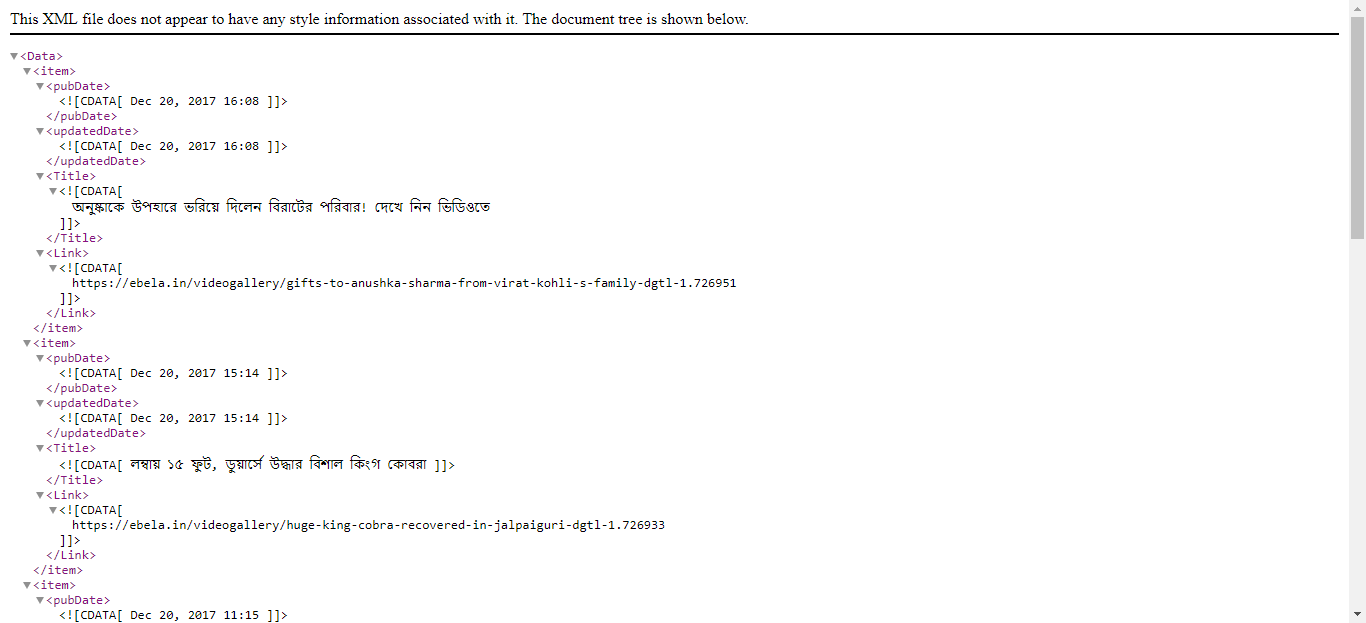 This XML file does not appear to have any style information associated with it. The document tree is shown below.
▼<Data>
▼<item>
▼<pubDate>
<![CDATA[ Dec 20, 2017 16:08 ]]>
</pubDate>
▼<updatedDate>
<![CDATA[ Dec 20, 2017 16:08 ]]>
</updatedDate>
▼<Title>
▼<![CDATA[
অনুষ্কাকে উপহারে ভরিয়ে দিলেন বিরাটের পরিবার! দেখে নিন ভিডিওতে
]]>
</Title>
▼<Link>
▼<![CDATA[
https://ebela.in/videogallery/gifts-to-anushka-sharma-from-virat-kohli-s-family-dgtl-1.726951
]]>
</Link>
</item>
▼<item>
▼<pubDate>
<![CDATA[ Dec 20, 2017 15:14 ]]>
</pubDate>
▼<updatedDate>
<![CDATA[ Dec 20, 2017 15:14 ]]>
</updatedDate>
▼<Title>
<![CDATA[ লম্বায় ১৫ ফুট, ডুয়ার্সে উদ্ধার বিশাল কিংগ কোবরা ]]>
</Title>
▼<Link>
▼<![CDATA[
https://ebela.in/videogallery/huge-king-cobra-recovered-in-jalpaiguri-dgtl-1.726933
]]>
</Link>
</item>
▼<item>
▼<pubDate>
<![CDATA[ Dec 20, 2017 11:15 ]]>